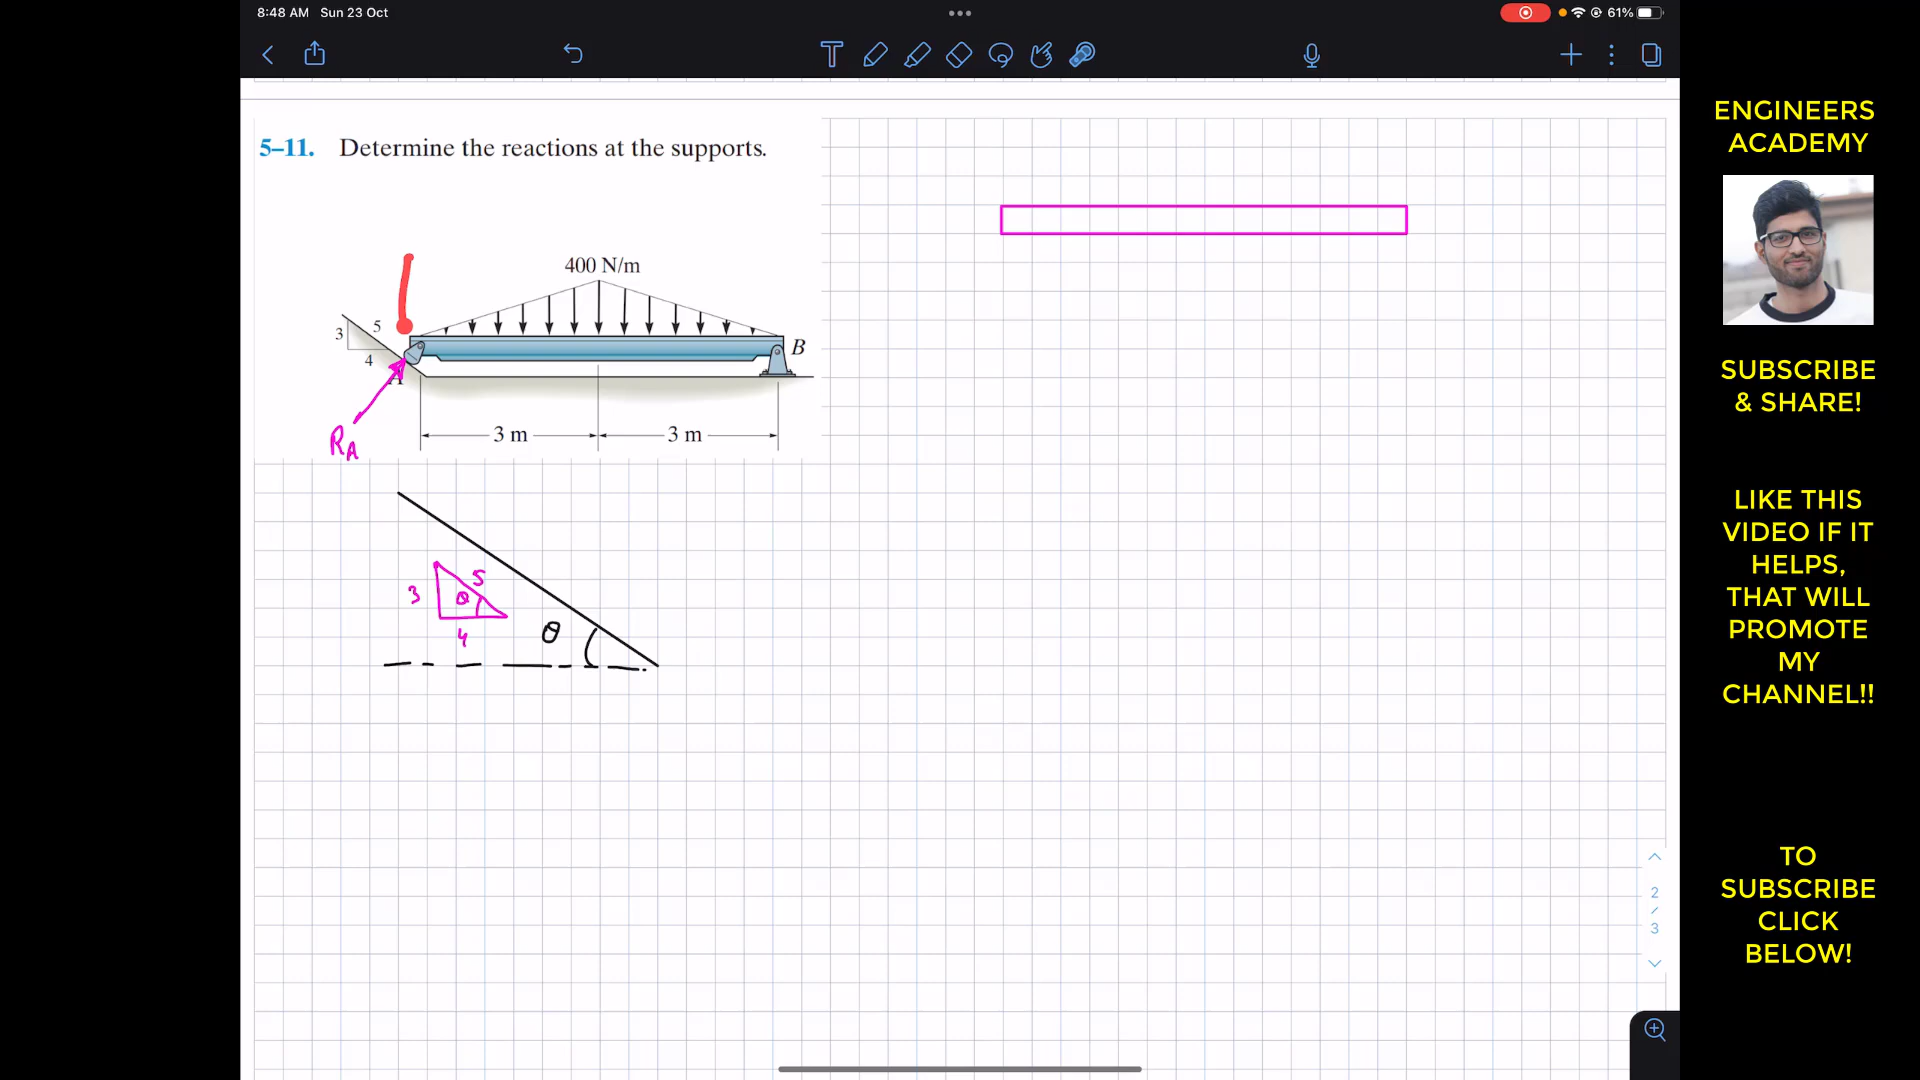 8:48 AM Sun 23 Oct
61%
5–11. Determine the reactions at the supports.
400 N/m
3
5
4
A
B
RA
3 m
3 m
3
5
θ
4
θ
2
3
ENGINEERS
ACADEMY
SUBSCRIBE
& SHARE!
LIKE THIS
VIDEO IF IT
HELPS,
THAT WILL
PROMOTE
MY
CHANNEL!!
TO
SUBSCRIBE
CLICK
BELOW!